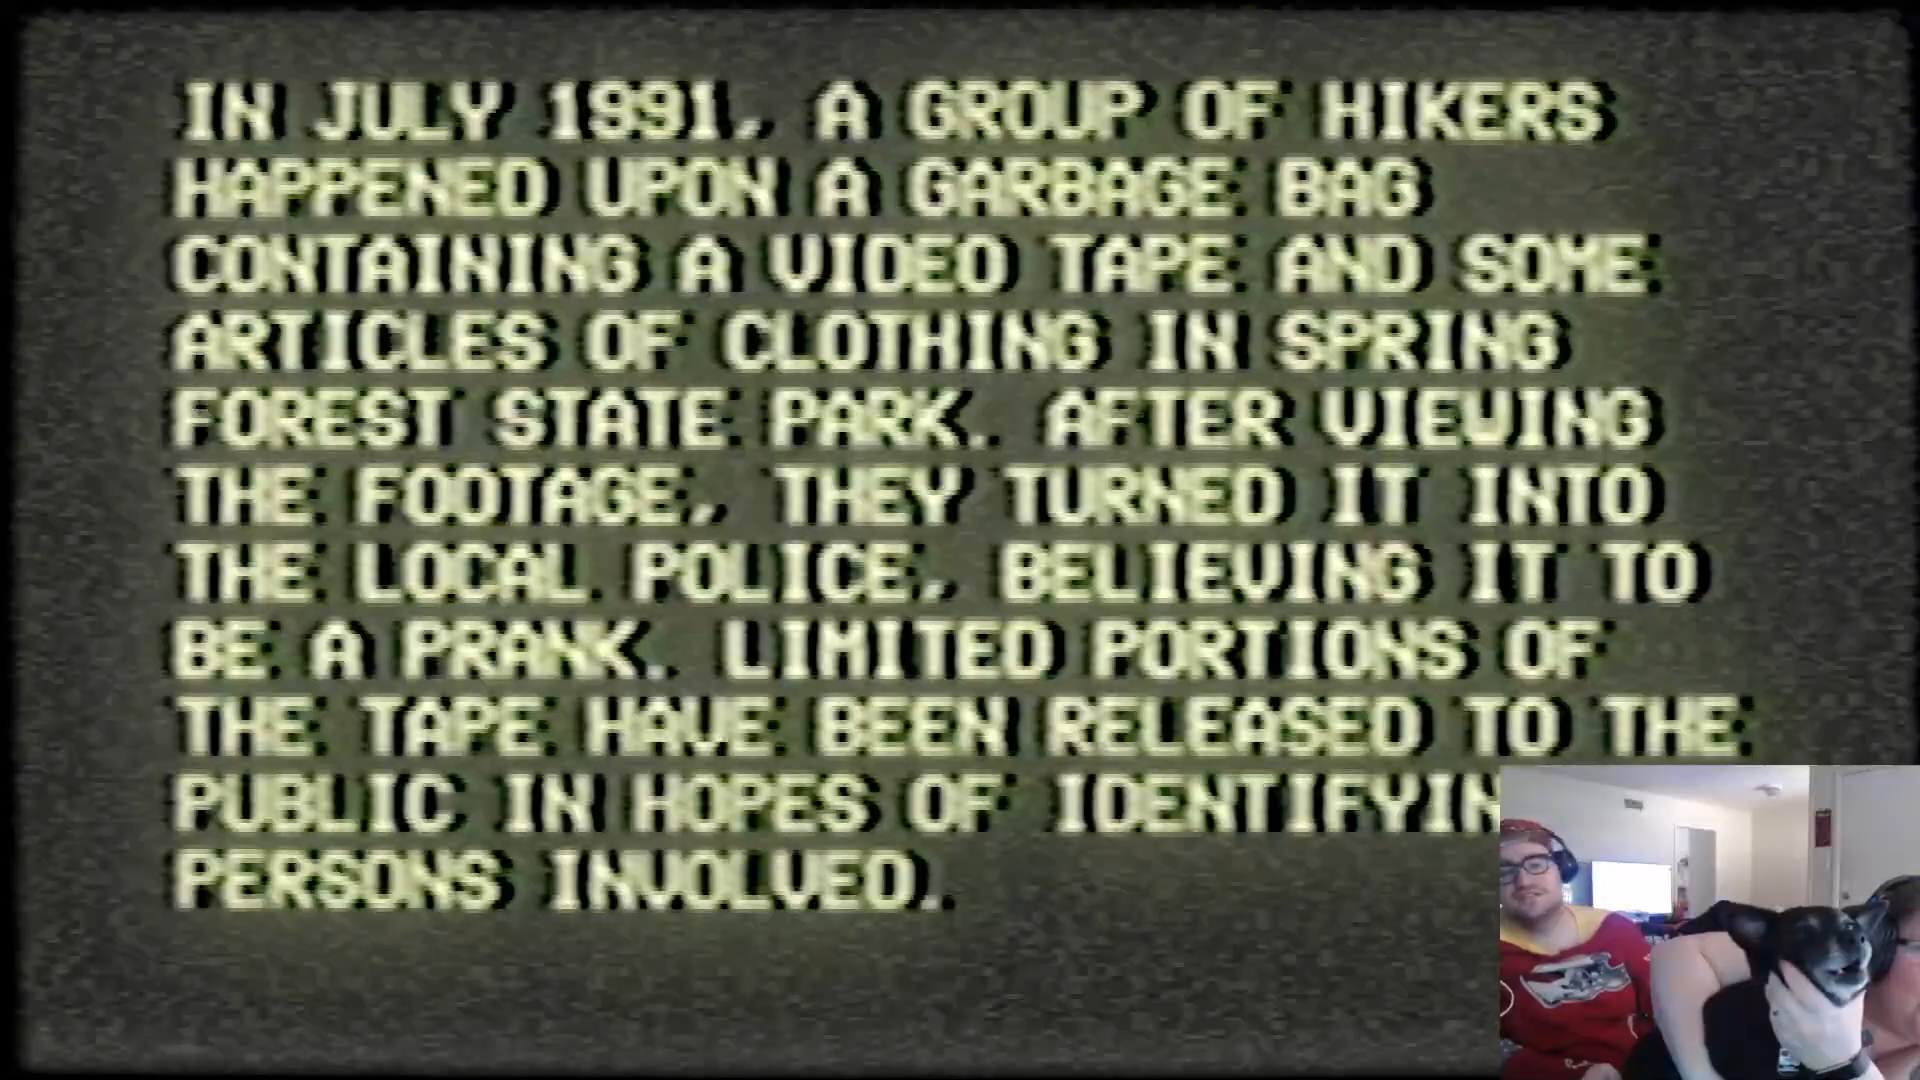 IN JULY 1991, A GROUP OF HIKERS
HAPPENED UPON A GARBAGE BAG
CONTAINING A VIDEO TAPE AND SOME
ARTICLES OF CLOTHING IN SPRING
FOREST STATE PARK. AFTER VIEWING
THE FOOTAGE, THEY TURNED IT INTO
THE LOCAL POLICE, BELIEVING IT TO
BE A PRANK. LIMITED PORTIONS OF
THE TAPE HAVE BEEN RELEASED TO THE
PUBLIC IN HOPES OF IDENTIFYIN
PERSONS INVOLVED.